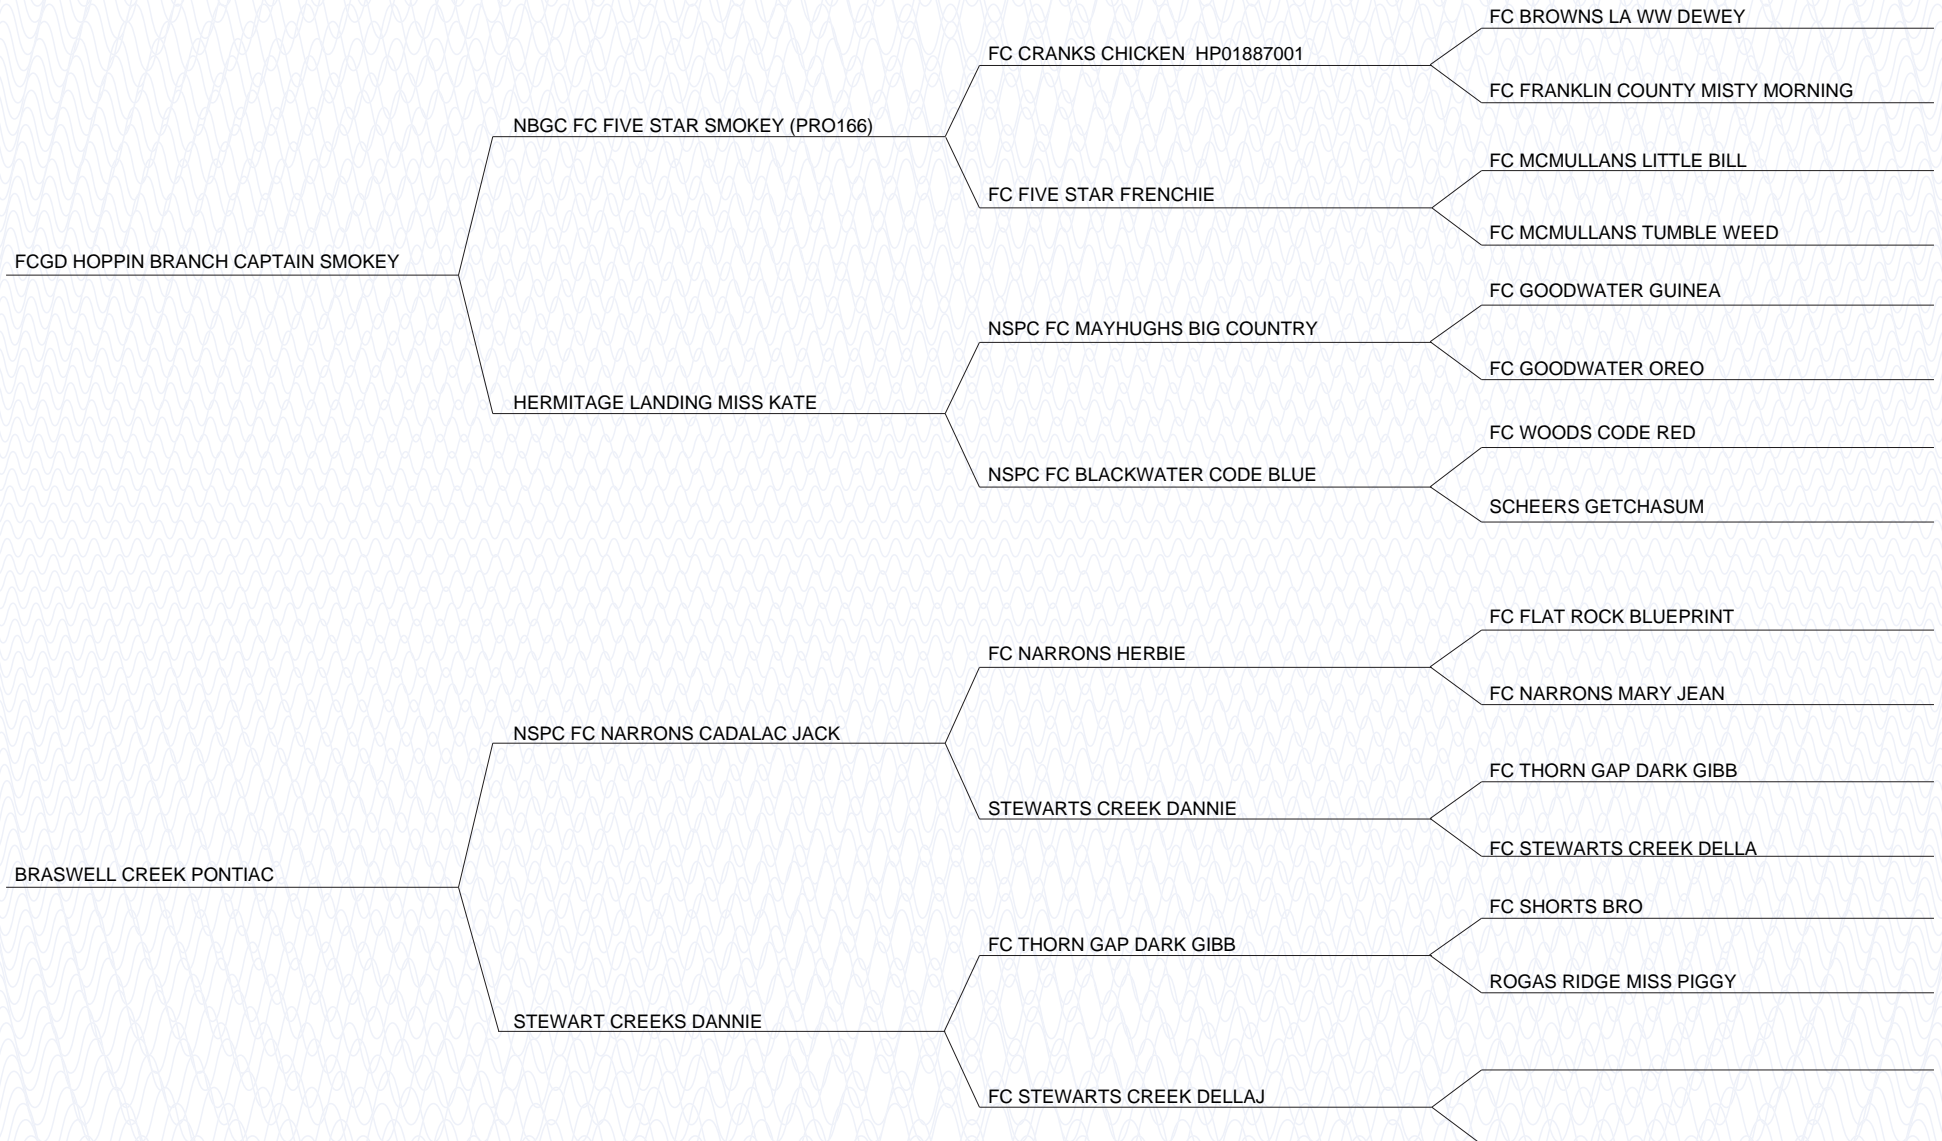 FC BROWNS LA WW DEWEY
FC CRANKS CHICKEN  HP01887001
FC FRANKLIN COUNTY MISTY MORNING
NBGC FC FIVE STAR SMOKEY (PRO166)
FC MCMULLANS LITTLE BILL
FC FIVE STAR FRENCHIE
FC MCMULLANS TUMBLE WEED
FCGD HOPPIN BRANCH CAPTAIN SMOKEY
FC GOODWATER GUINEA
NSPC FC MAYHUGHS BIG COUNTRY
FC GOODWATER OREO
HERMITAGE LANDING MISS KATE
FC WOODS CODE RED
NSPC FC BLACKWATER CODE BLUE
SCHEERS GETCHASUM
FC FLAT ROCK BLUEPRINT
FC NARRONS HERBIE
FC NARRONS MARY JEAN
NSPC FC NARRONS CADALAC JACK
FC THORN GAP DARK GIBB
STEWARTS CREEK DANNIE
FC STEWARTS CREEK DELLA
BRASWELL CREEK PONTIAC
FC SHORTS BRO
FC THORN GAP DARK GIBB
ROGAS RIDGE MISS PIGGY
STEWART CREEKS DANNIE
FC STEWARTS CREEK DELLAJ